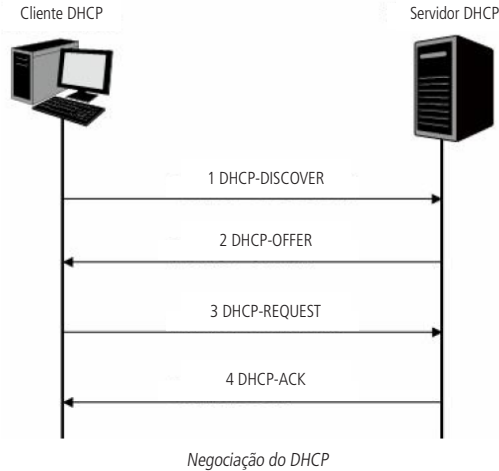 Cliente DHCP
Servidor DHCP
1 DHCP-DISCOVER
2 DHCP-OFFER
3 DHCP-REQUEST
4 DHCP-ACK
Negociação do DHCP